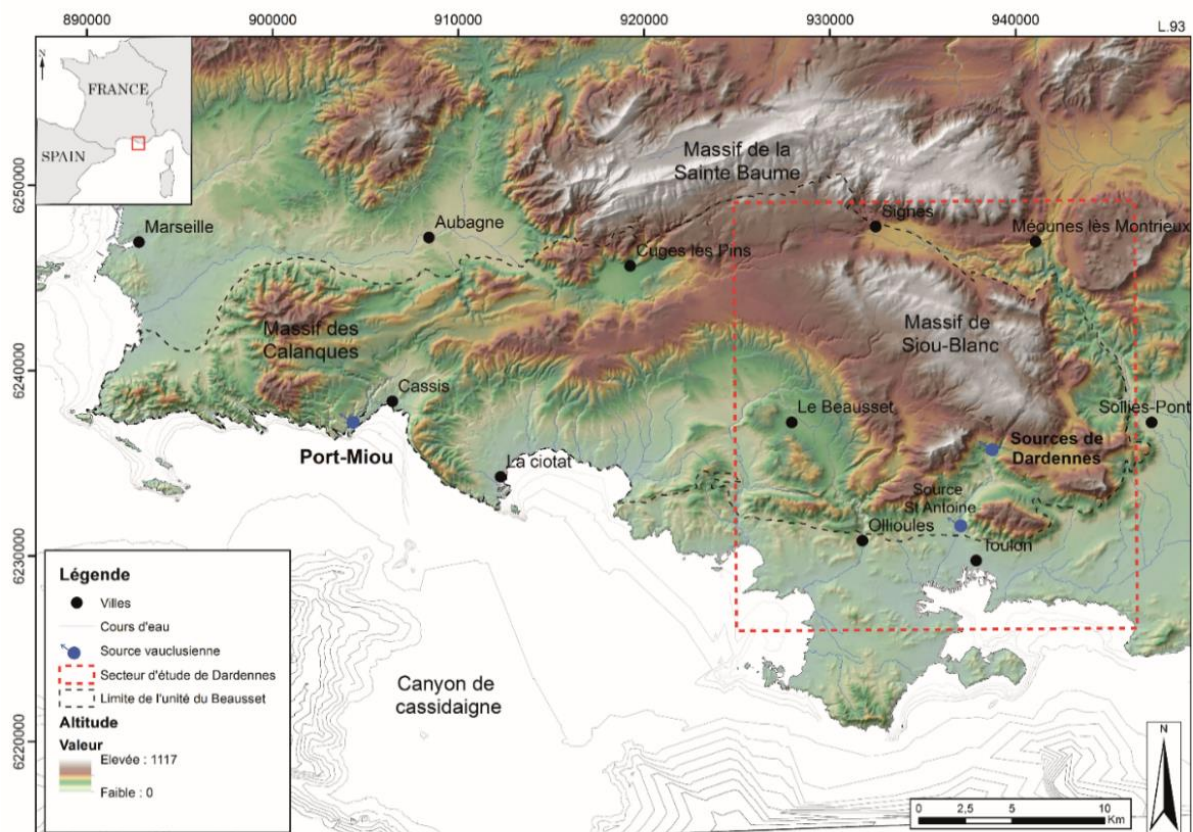 890000
900000
910000
920000
930000
940000
L.93
N
FRANCE
SPAIN
6250000
6240000
6230000
6220000
Massif de la
Sainte Baume
Marseille
Aubagne
Signes
Méounes lès Montrieux
Cuges les Pins
Massif des
Calanques
Massif de
Siou-Blanc
Cassis
Le Beausset
Solliès-Pont
Port-Miou
Sources de
Dardennes
La ciotat
Source
St Antoine
Ollioules
Toulon
Canyon de
cassidaigne
Légende
Villes
Cours d'eau
Source vauclusienne
Secteur d'étude de Dardennes
Limite de l'unité du Beausset
Altitude
Valeur
Elevée : 1117
Faible : 0
N
0
2,5
5
10
Km